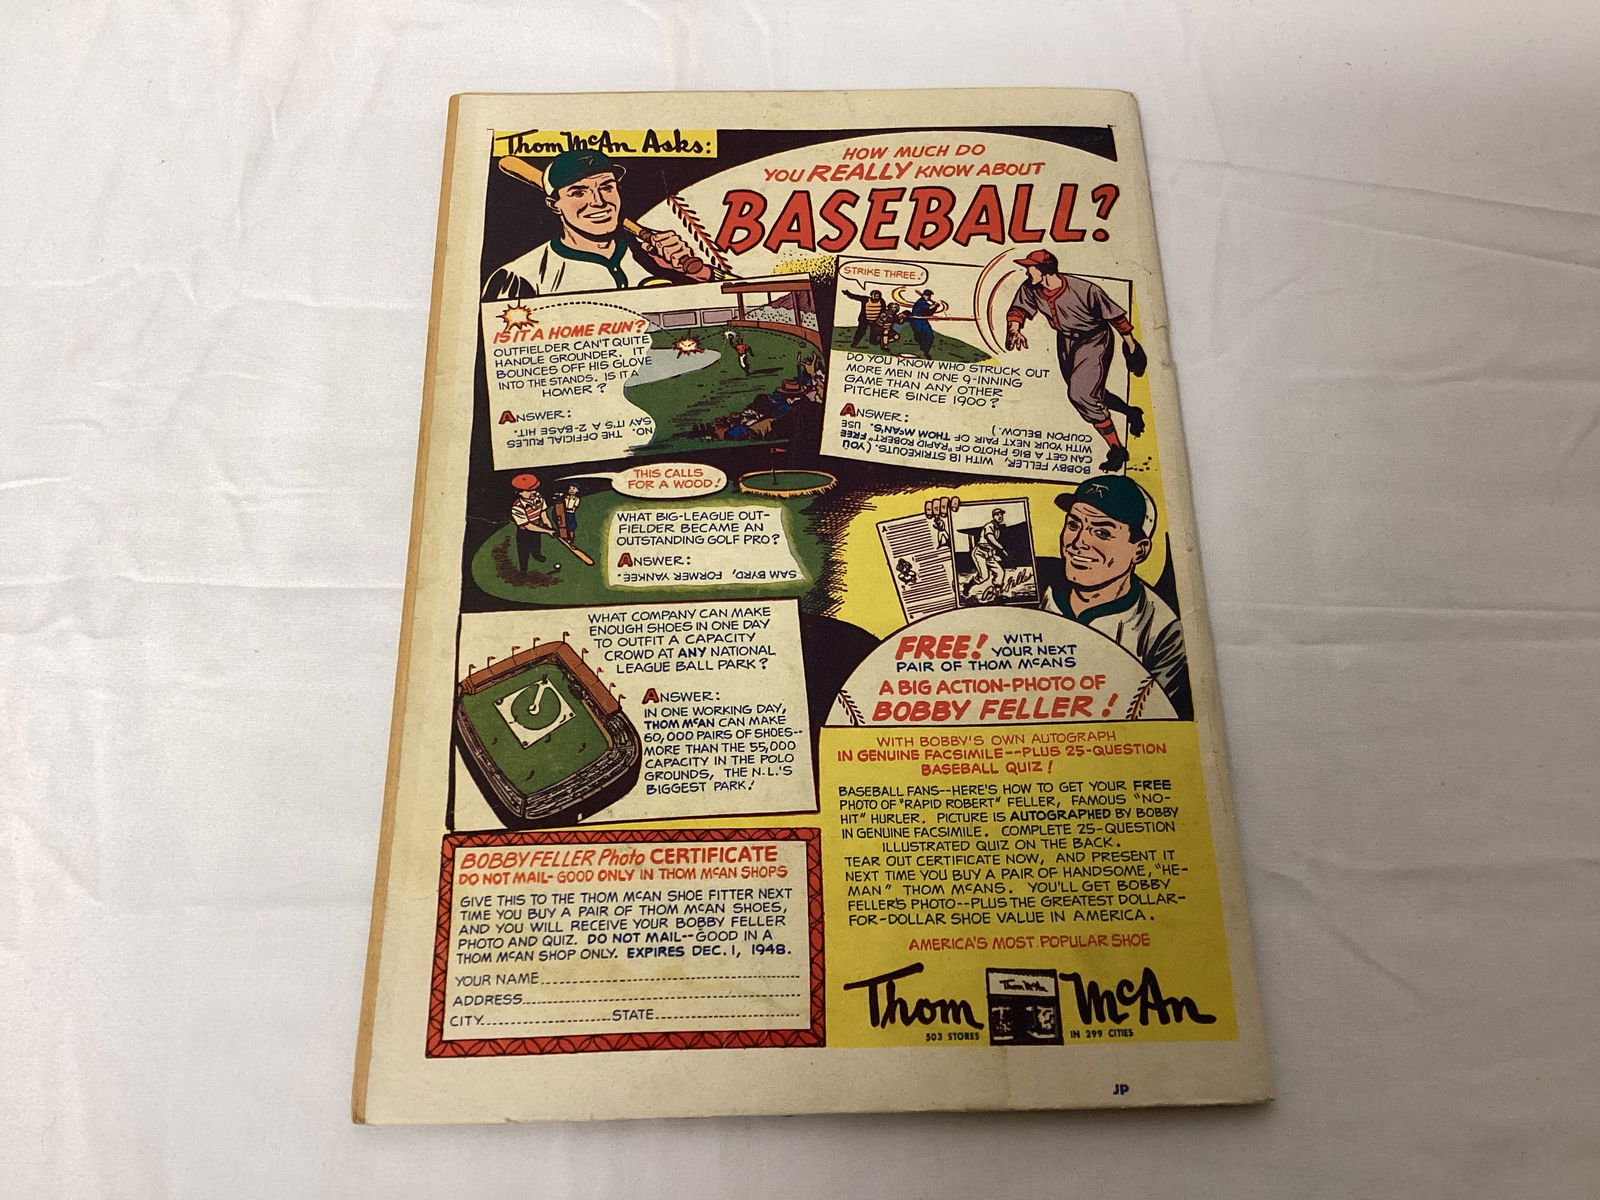 Thom McAn Asks:
HOW MUCH DO
YOU REALLY KNOW ABOUT
BASEBALL?
IS IT A HOME RUN?
OUTFIELDER CAN'T QUITE
HANDLE GROUNDER. IT
BOUNCES OFF HIS GLOVE
INTO THE STANDS. IS IT A
HOMER?
ANSWER:
NO. THE OFFICIAL RULES
SAY IT'S A 2-BASE HIT.
STRIKE THREE!
DO YOU KNOW WHO STRUCK OUT
MORE MEN IN ONE 9-INNING
GAME THAN ANY OTHER
PITCHER SINCE 1900?
ANSWER:
BOBBY FELLER, WITH 18 STRIKEOUTS. (YOU
CAN GET A BIG PHOTO OF "RAPID ROBERT" FREE
WITH YOUR NEXT PAIR OF THOM McAN'S. USE
COUPON BELOW.)
THIS CALLS
FOR A WOOD!
WHAT BIG-LEAGUE OUT-
FIELDER BECAME AN
OUTSTANDING GOLF PRO?
ANSWER:
SAM BYRD, FORMER YANKEE.
WHAT COMPANY CAN MAKE
ENOUGH SHOES IN ONE DAY
TO OUTFIT A CAPACITY
CROWD AT ANY NATIONAL
LEAGUE BALL PARK?
ANSWER:
IN ONE WORKING DAY,
THOM McAN CAN MAKE
60,000 PAIRS OF SHOES--
MORE THAN THE 55,000
CAPACITY IN THE POLO
GROUNDS, THE N.L.'S
BIGGEST PARK!
FREE! WITH
YOUR NEXT
PAIR OF THOM McANS
A BIG ACTION-PHOTO OF
BOBBY FELLER!
WITH BOBBY'S OWN AUTOGRAPH
IN GENUINE FACSIMILE--PLUS 25-QUESTION
BASEBALL QUIZ!
BASEBALL FANS--HERE'S HOW TO GET YOUR FREE
PHOTO OF "RAPID ROBERT" FELLER, FAMOUS "NO-
HIT" HURLER. PICTURE IS AUTOGRAPHED BY BOBBY
IN GENUINE FACSIMILE. COMPLETE 25-QUESTION
ILLUSTRATED QUIZ ON THE BACK.
TEAR OUT CERTIFICATE NOW, AND PRESENT IT
NEXT TIME YOU BUY A PAIR OF HANDSOME, "HE-
MAN" THOM McANS. YOU'LL GET BOBBY
FELLER'S PHOTO--PLUS THE GREATEST DOLLAR-
FOR-DOLLAR SHOE VALUE IN AMERICA.
AMERICA'S MOST POPULAR SHOE
Thom McAn
Thom McAn
503 STORES IN 299 CITIES
BOBBY FELLER Photo CERTIFICATE
DO NOT MAIL-GOOD ONLY IN THOM McAN SHOPS
GIVE THIS TO THE THOM McAN SHOE FITTER NEXT
TIME YOU BUY A PAIR OF THOM McAN SHOES,
AND YOU WILL RECEIVE YOUR BOBBY FELLER
PHOTO AND QUIZ. DO NOT MAIL--GOOD IN A
THOM McAN SHOP ONLY. EXPIRES DEC. 1, 1948.
YOUR NAME
ADDRESS
CITY STATE
JP